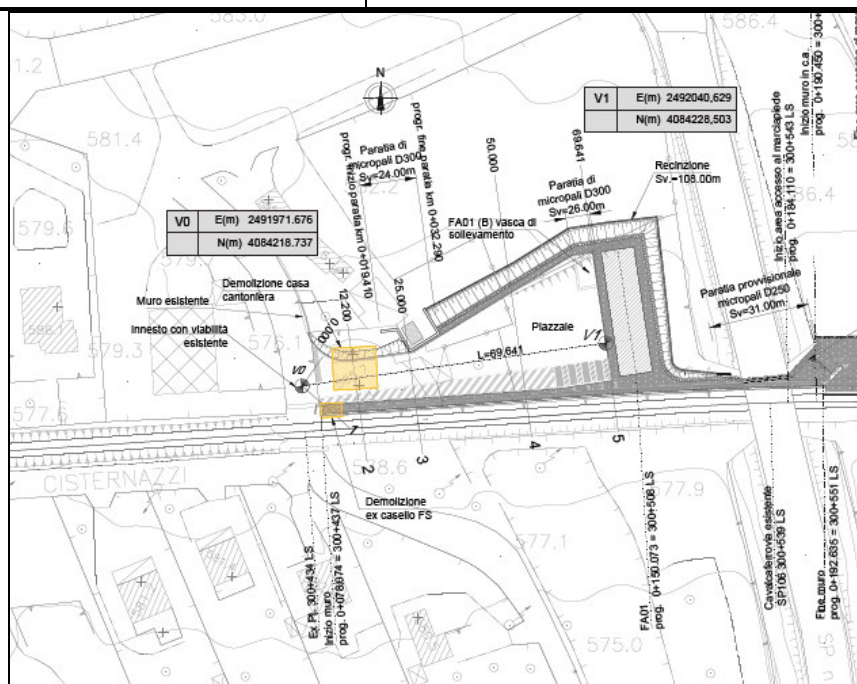 583.0
586.4
1.2
581.4
N
V1 E(m) 2492040,629
N(m) 4084228,503
progr. inizio paratia km 0+019.410
Paratia di
micropali D300
Sv=24.00m
progr. fine paratia km 0+032.290
50.000
69.641
Paratia di
micropali D300
Sv=26.00m
Recinzione
Sv.=108.00m
Inizio area accesso al marciapiede
prog. 0+184.110 = 300+543 LS
Inizio muro in c.a.
prog. 0+190.450 = 300+
579.6
V0 E(m) 2491971.676
N(m) 4084218.737
FA01 (B) vasca di
sollevamento
Demolizione casa
cantoniera
Muro esistente
Innesto con viabilità
esistente
12.200
25.000
0.000
Paratia provvisionale
micropali D250
Sv=31.00m
Piazzale
579.3
576.1
V0
L=69.641
V1
577.6
1
2
3
4
5
578.6
CISTERNAZZI
577.9
Demolizione
ex casello FS
577.1
575.0
Ex PL 300+434 LS
Inizio muro
prog. 0+078.074 = 300+437 LS
FA01
prog. 0+150.073 = 300+508 LS
Cavalcaferrovia esistente
SP106 300+539 LS
Fine muro
prog. 0+192.635 = 300+551 LS